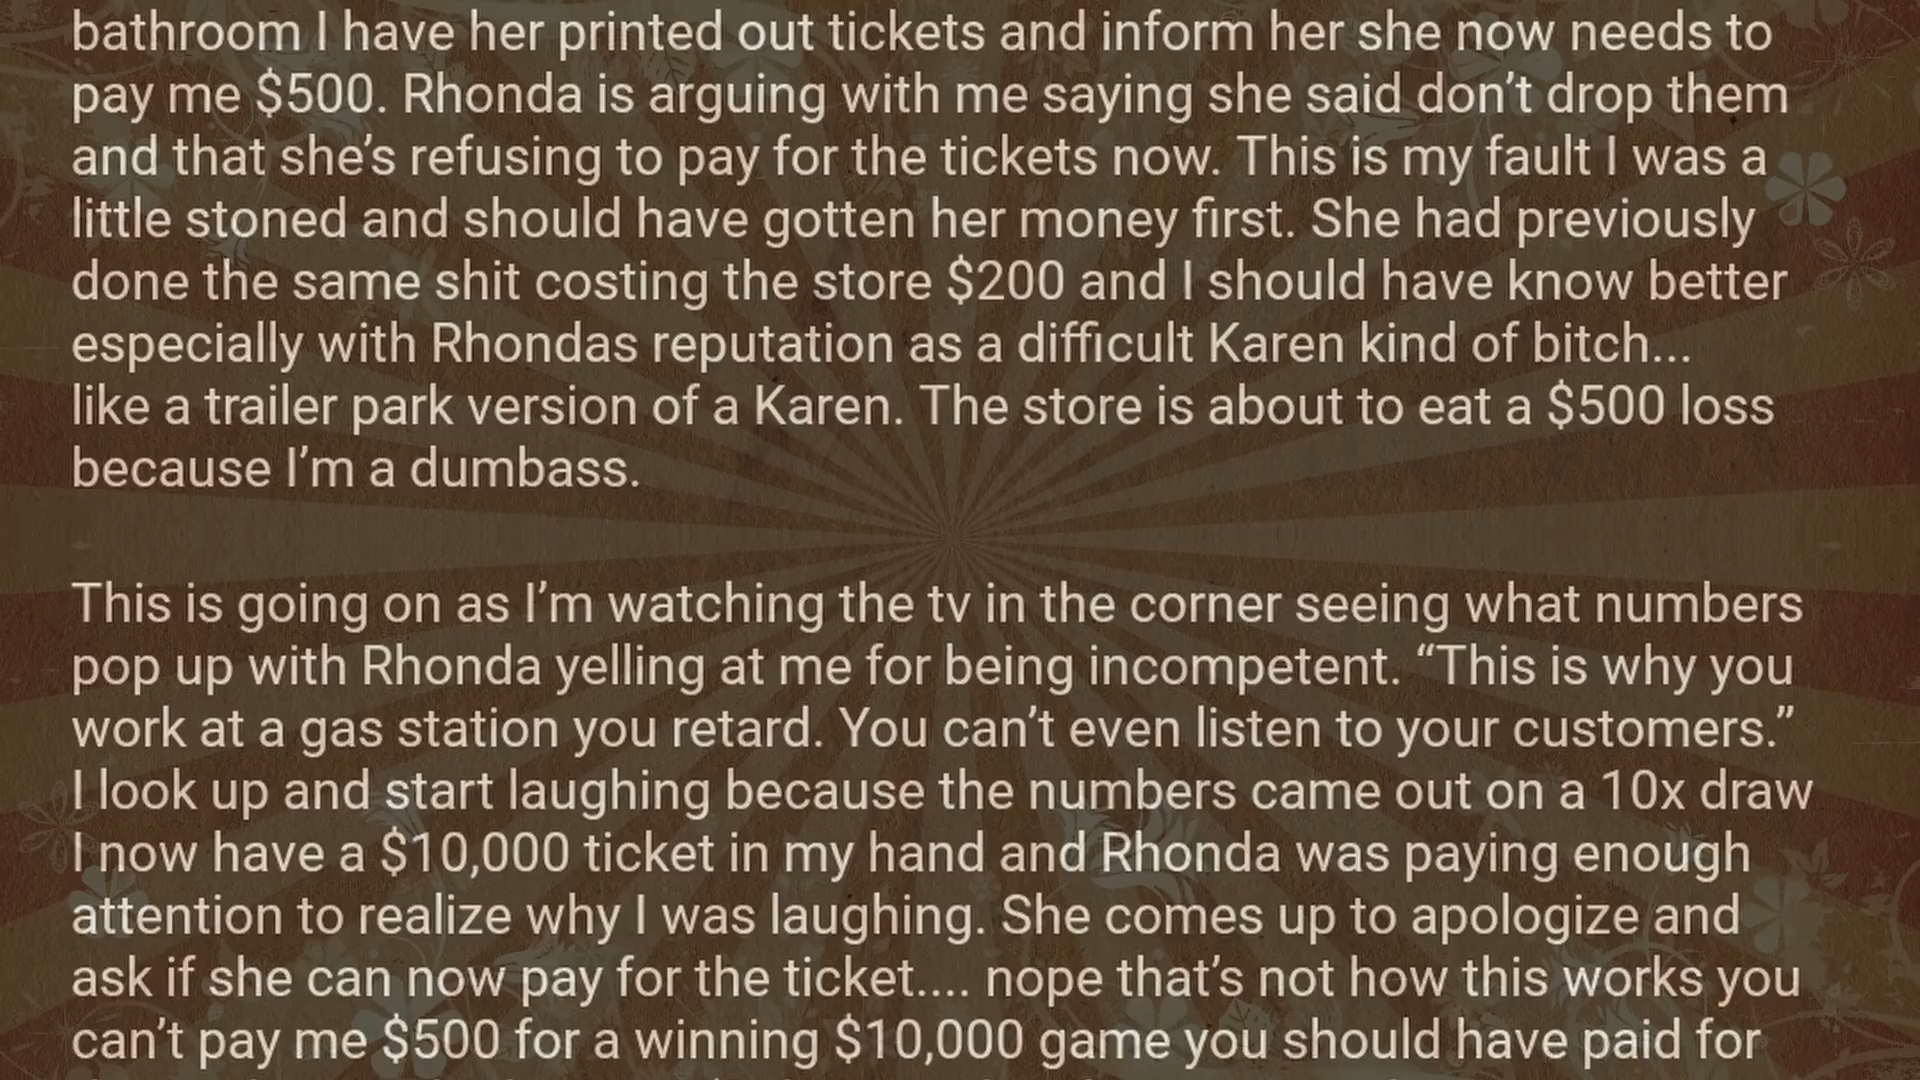 bathroom I have her printed out tickets and inform her she now needs to
pay me $500. Rhonda is arguing with me saying she said don’t drop them
and that she’s refusing to pay for the tickets now. This is my fault I was a
little stoned and should have gotten her money first. She had previously
done the same shit costing the store $200 and I should have know better
especially with Rhondas reputation as a difficult Karen kind of bitch...
like a trailer park version of a Karen. The store is about to eat a $500 loss
because I’m a dumbass.
This is going on as I’m watching the tv in the corner seeing what numbers
pop up with Rhonda yelling at me for being incompetent. “This is why you
work at a gas station you retard. You can’t even listen to your customers.”
I look up and start laughing because the numbers came out on a 10x draw
I now have a $10,000 ticket in my hand and Rhonda was paying enough
attention to realize why I was laughing. She comes up to apologize and
ask if she can now pay for the ticket.... nope that’s not how this works you
can’t pay me $500 for a winning $10,000 game you should have paid for